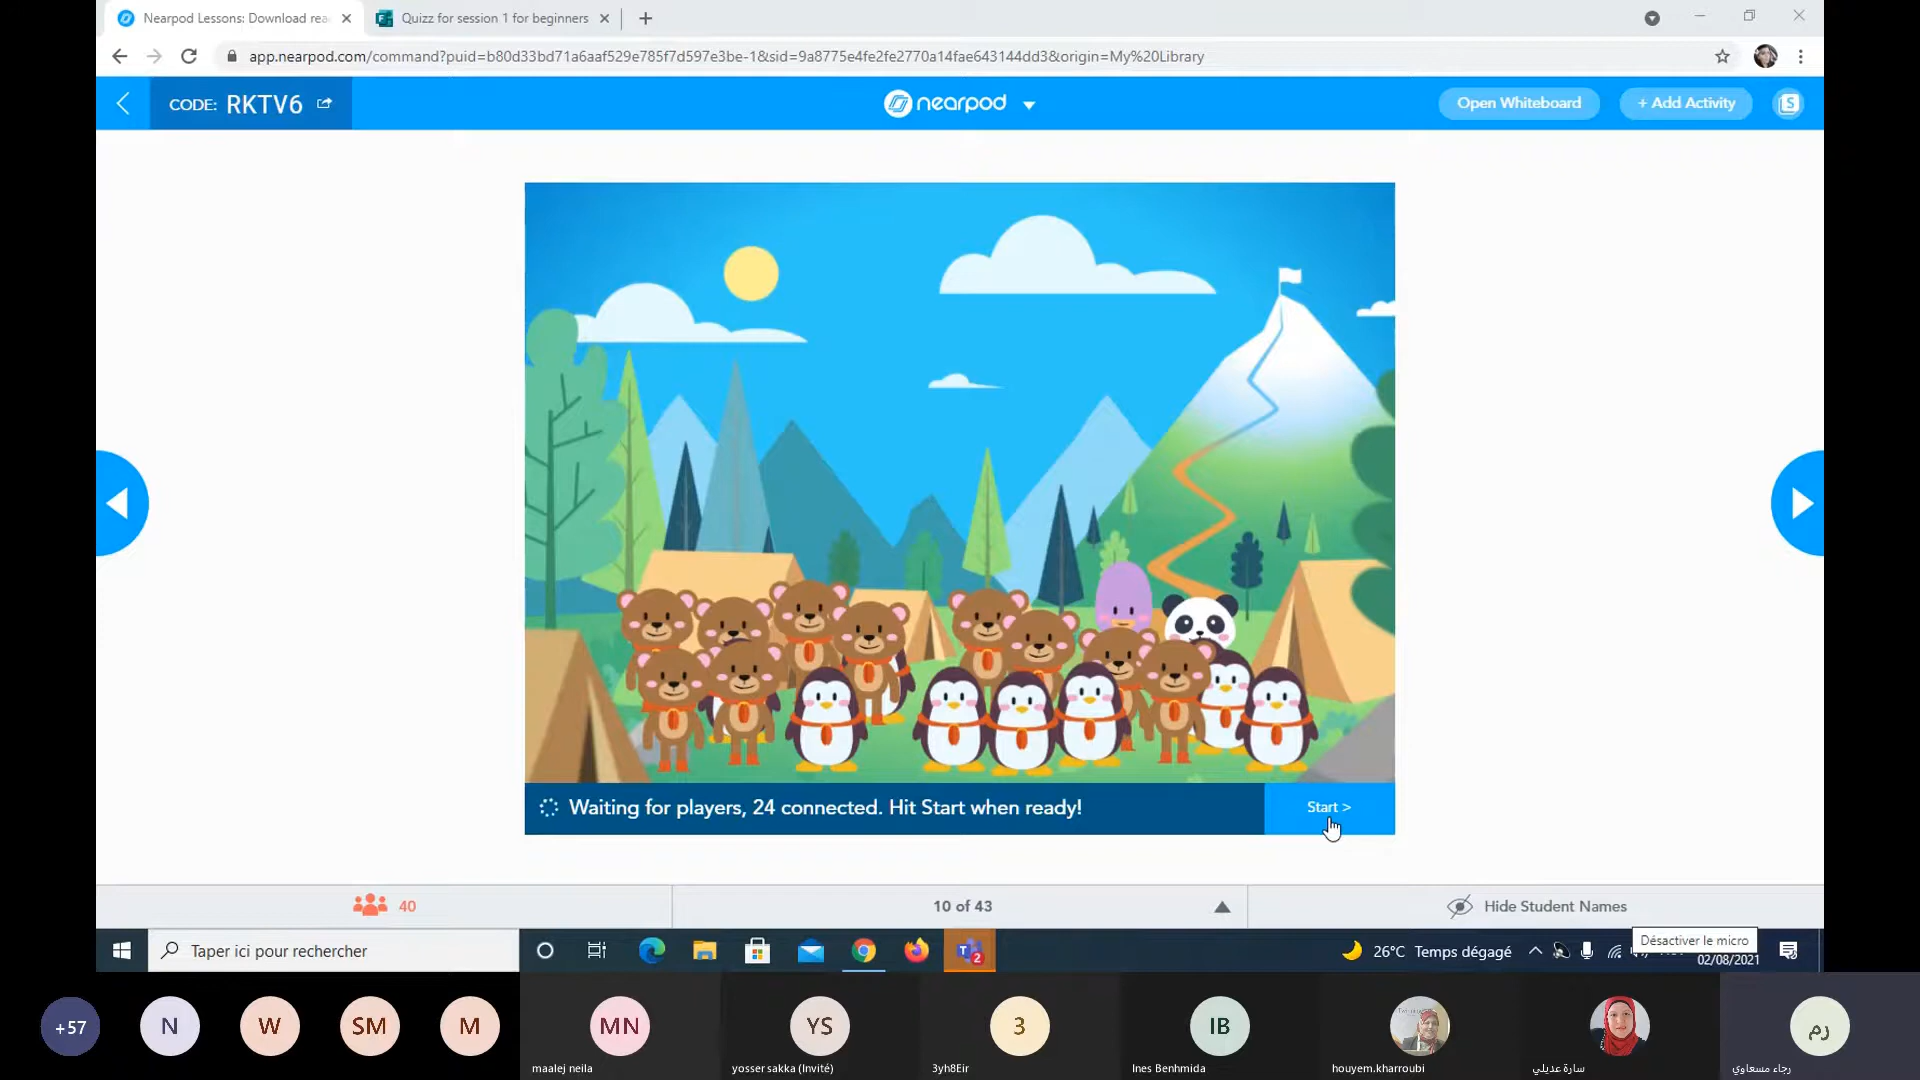 Nearpod Lessons: Download rea
Quizz for session 1 for beginners
app.nearpod.com/command?puid=b80d33bd71a6aaf529e785f7d597e3be-1&sid=9a8775e4fe2fe2770a14fae643144dd3&origin=My%20Library
CODE: RKTV6
nearpod
Open Whiteboard
+ Add Activity
S
Waiting for players, 24 connected. Hit Start when ready!
Start >
40
10 of 43
Hide Student Names
Taper ici pour rechercher
2
26°C Temps dégagé
Désactiver le micro
02/08/2021
+57
N
W
SM
M
MN
YS
3
IB
رم
maalej neila
yosser sakka (Invité)
3yh8Eir
Ines Benhmida
houyem.kharroubi
سارة عديلي
رجاء مسعاوي